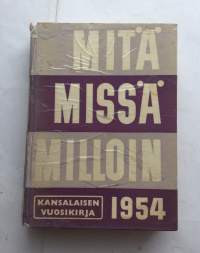 MITÄ
MISSÄ
MILLOIN
KANSALAISEN
VUOSIKIRJA
1954